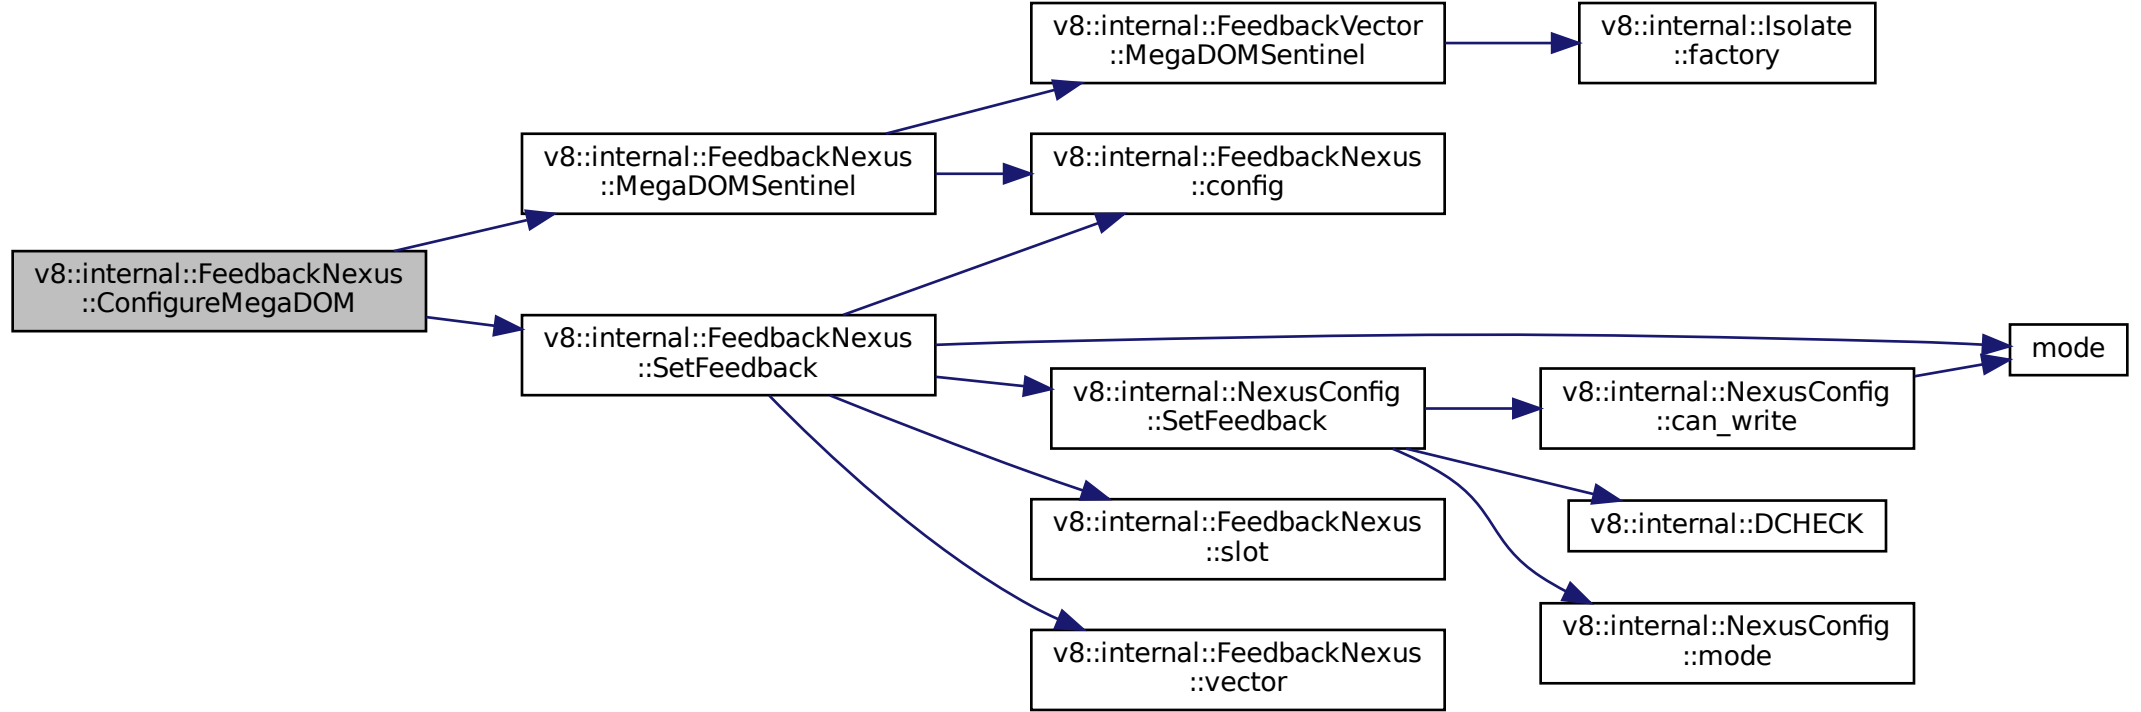 v8::internal::FeedbackNexus
::ConfigureMegaDOM
v8::internal::FeedbackNexus
::MegaDOMSentinel
v8::internal::FeedbackNexus
::SetFeedback
v8::internal::FeedbackVector
::MegaDOMSentinel
v8::internal::FeedbackNexus
::config
v8::internal::NexusConfig
::SetFeedback
v8::internal::FeedbackNexus
::slot
v8::internal::FeedbackNexus
::vector
v8::internal::Isolate
::factory
v8::internal::NexusConfig
::can_write
v8::internal::DCHECK
v8::internal::NexusConfig
::mode
mode